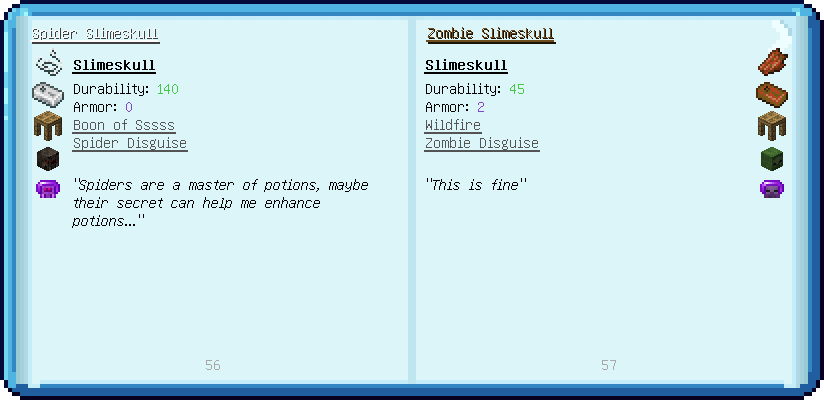 Spider Slimeskull
Slimeskull
Durability: 140
Armor: 0
Boon of Sssss
Spider Disguise
"Spiders are a master of potions, maybe
their secret can help me enhance
potions..."
56
Zombie Slimeskull
Slimeskull
Durability: 45
Armor: 2
Wildfire
Zombie Disguise
"This is fine"
57